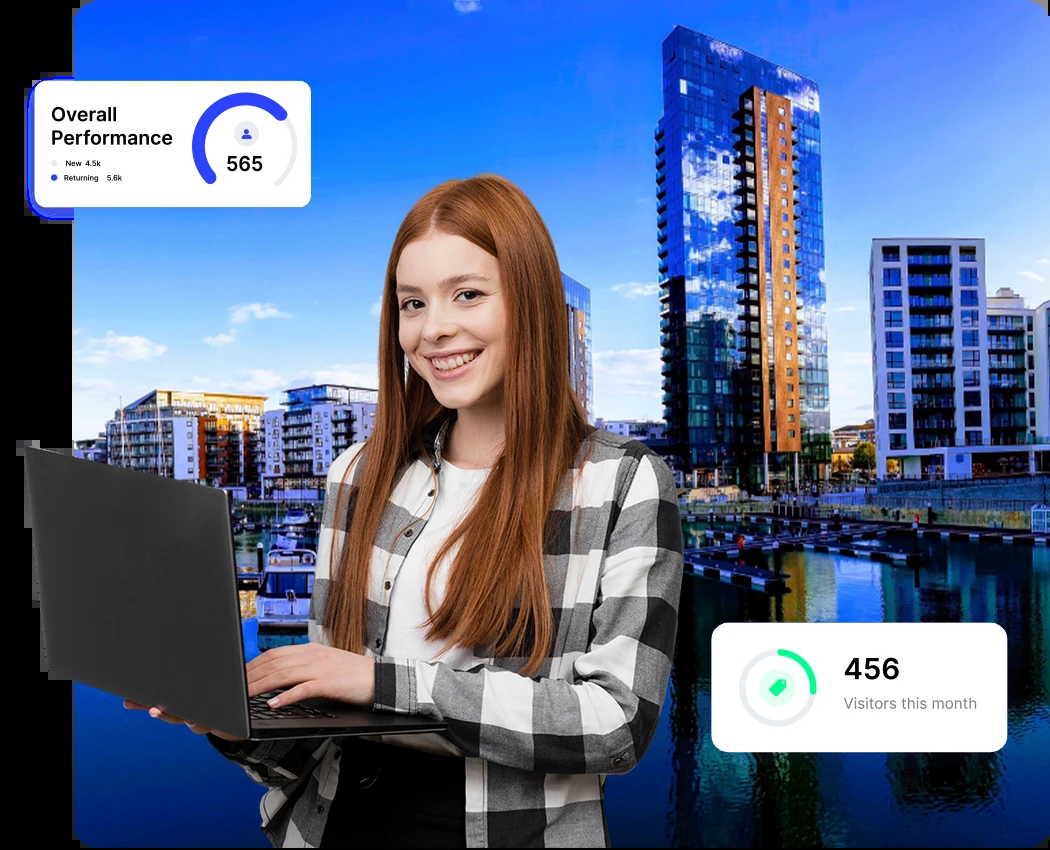 Overall
Performance
New 4.5k
Returning 5.6k
565
456
Visitors this month